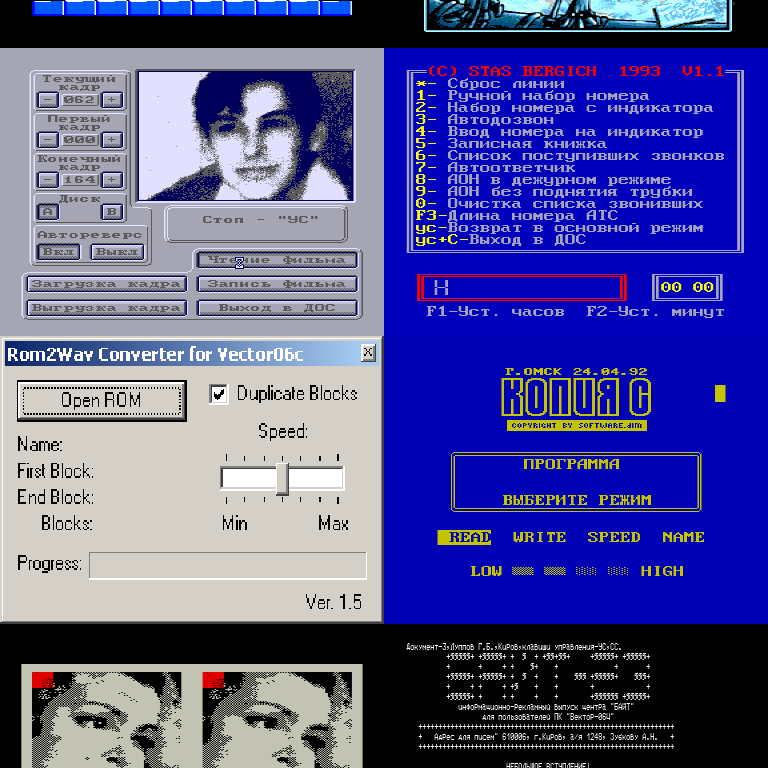 Текущий
кадр
- 062 +
Первый
кадр
- 000 +
Конечный
кадр
- 164 +
Диск
A B
Автореверс
Вкл Выкл
Стоп - "УС"
Чтение фильма
Загрузка кадра Запись фильма
Выгрузка кадра Выход в ДОС
(C) STAS BERGICH 1993 V1.1
*- Сброс линии
1- Ручной набор номера
2- Набор номера с индикатора
3- Автодозвон
4- Ввод номера на индикатор
5- Записная книжка
6- Список поступивших звонков
7- Автоответчик
8- АОН в дежурном режиме
9- АОН без поднятия трубки
0- Очистка списка звонивших
F3-Длина номера АТС
ус-Возврат в основной режим
ус+С-Выход в ДОС
00 00
F1-Уст. часов F2-Уст. минут
Rom2Wav Converter for Vector06c
Open ROM
Duplicate Blocks
Speed:
Name:
First Block:
End Block:
Blocks:
Min Max
Progress:
Ver. 1.5
Г.ОМСК 24.04.92
КОПИЯ С
COPYRIGHT BY SOFTWARE.dim
ПРОГРАММА
ВЫБЕРИТЕ РЕЖИМ
READ WRITE SPEED NAME
LOW HIGH
Документ-3,Луппов Г.Б.,Киров,клавиши управления-УС,СС.
информационно-рекламный выпуск центра "БАЙТ"
для пользователей ПК "Вектор-06Ц"
+ Адрес для писем" 610006, г.Киров, а/я 1248, Зуеkову А.Н. +
НЕБОЛЬШОЕ ВСТУПЛЕНИЕ!